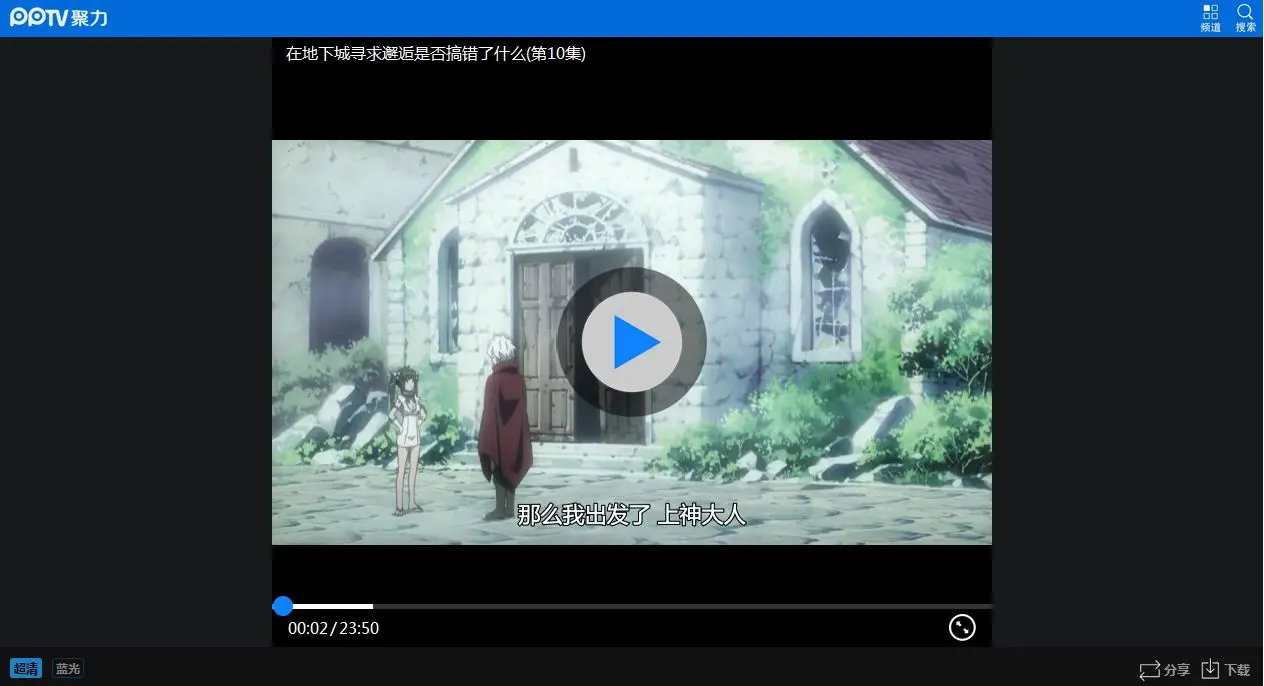 PPTV聚力
频道
搜索
在地下城寻求邂逅是否搞错了什么(第10集)
那么我出发了 上神大人
00:02/23:50
超清
蓝光
分享
下载